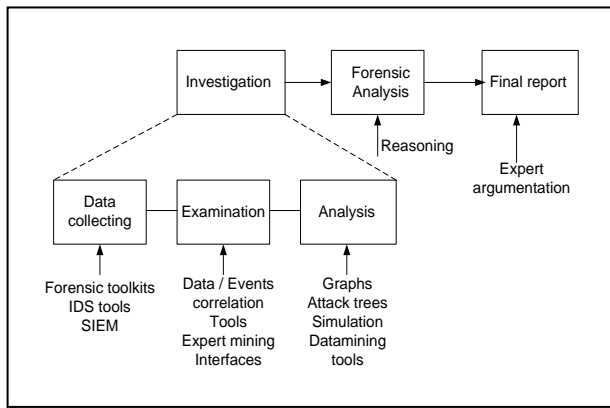 Investigation
Forensic
Analysis
Final report
Reasoning
Expert
argumentation
Data
collecting
Examination
Analysis
Forensic toolkits
IDS tools
SIEM
Data / Events
correlation
Tools
Expert mining
Interfaces
Graphs
Attack trees
Simulation
Datamining
tools